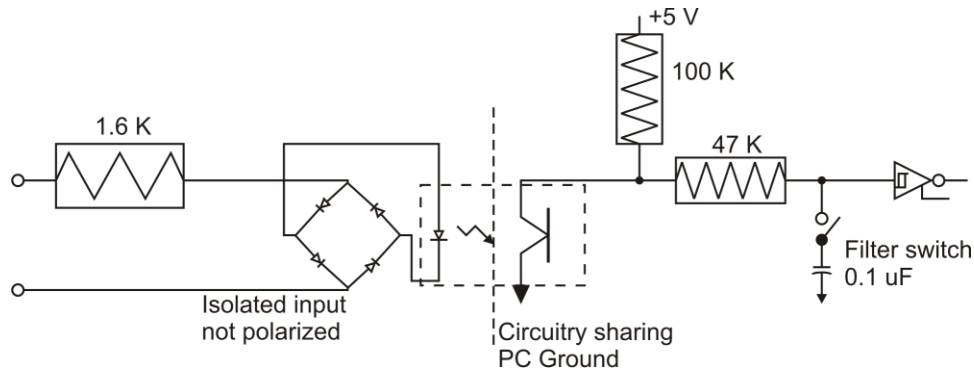 +5 V
100 K
1.6 K
47 K
Filter switch
0.1 uF
Isolated input
not polarized
Circuitry sharing
PC Ground